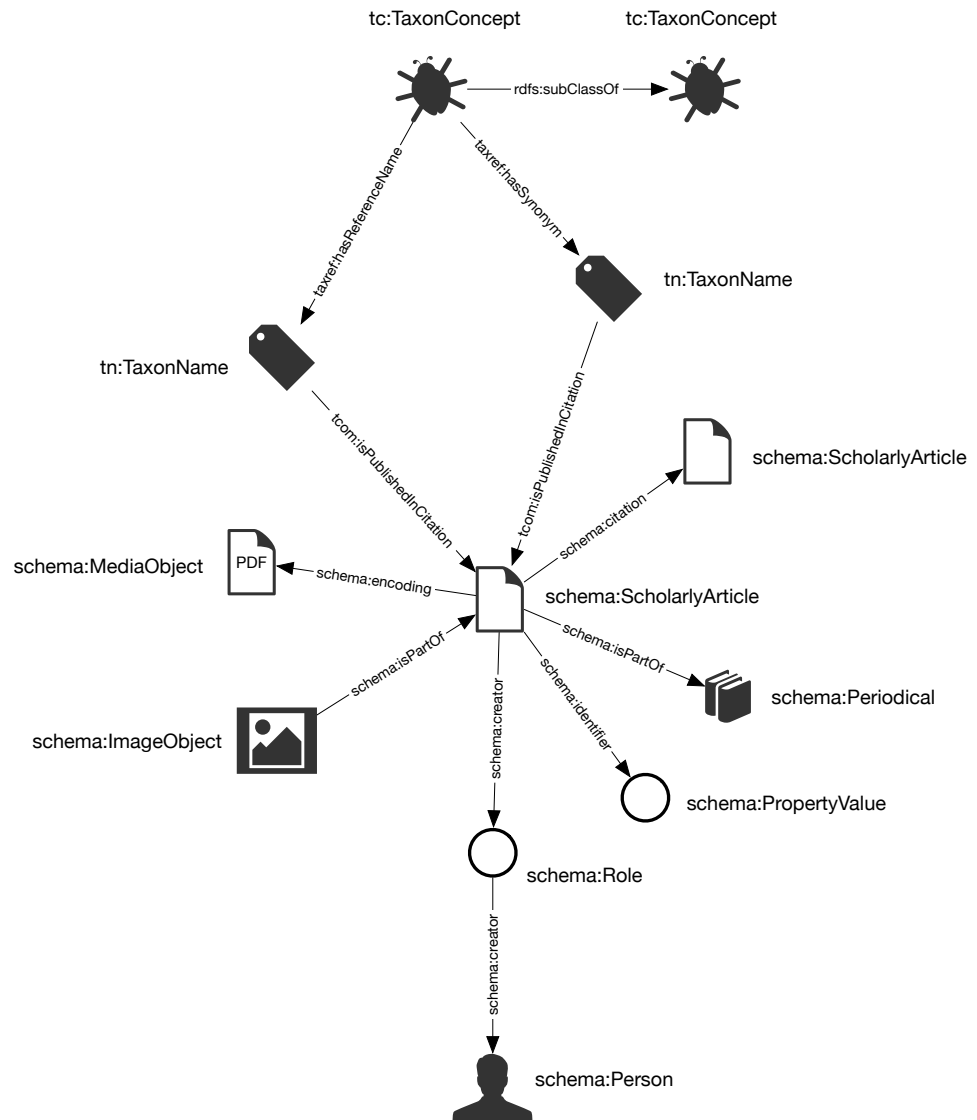 tc:TaxonConcept
tc:TaxonConcept
rdfs:subClassOf
taxref:hasReferenceName
taxref:hasSynonym
tn:TaxonName
tn:TaxonName
tcom:isPublishedInCitation
tcom:isPublishedInCitation
schema:ScholarlyArticle
schema:citation
schema:MediaObject
PDF
schema:encoding
schema:ScholarlyArticle
schema:isPartOf
schema:isPartOf
schema:Periodical
schema:ImageObject
schema:creator
schema:identifier
schema:PropertyValue
schema:Role
schema:creator
schema:Person